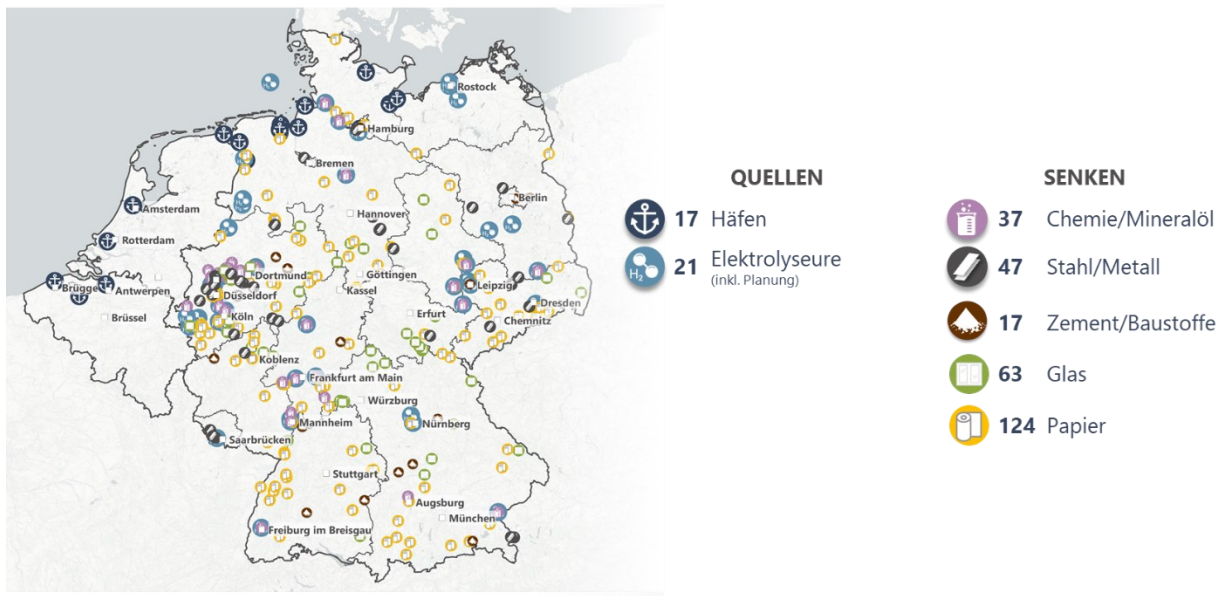 Rostock
Hamburg
Bremen
Berlin
Amsterdam
Hannover
Rotterdam
Dortmund
Göttingen
Brügge
Antwerpen
Düsseldorf
Kassel
Leipzig
Brüssel
Köln
Erfurt
Dresden
Chemnitz
Koblenz
Frankfurt am Main
Würzburg
Mannheim
Nürnberg
Saarbrücken
Stuttgart
Augsburg
München
Freiburg im Breisgau
QUELLEN
17 Häfen
H₂ 21 Elektrolyseure
(inkl. Planung)
SENKEN
37 Chemie/Mineralöl
47 Stahl/Metall
17 Zement/Baustoffe
63 Glas
124 Papier